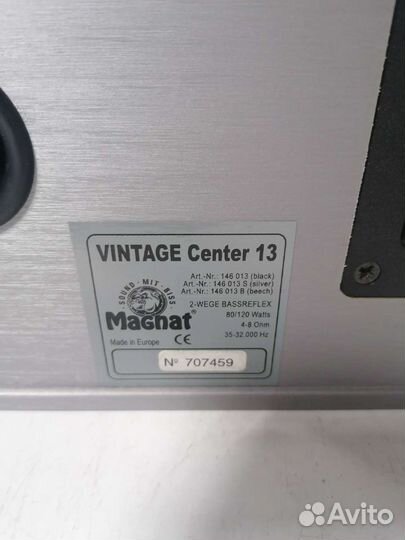 VINTAGE Center 13
Art.-Nr.: 146 013 (black)
Art.-Nr.: 146 013 S (silver)
Art.-Nr.: 146 013 B (beech)
SOUND · MIT · BISS
Magnat®
2-WEGE BASSREFLEX
80/120 Watts
4-8 Ohm
35-32.000 Hz
Made in Europe CE
Nº 707459
Avito